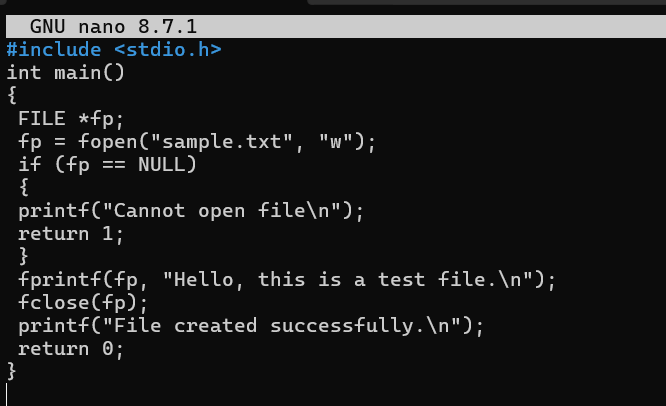 GNU nano 8.7.1
#include <stdio.h>
int main()
{
 FILE *fp;
 fp = fopen("sample.txt", "w");
 if (fp == NULL)
 {
 printf("Cannot open file\n");
 return 1;
 }
 fprintf(fp, "Hello, this is a test file.\n");
 fclose(fp);
 printf("File created successfully.\n");
 return 0;
}